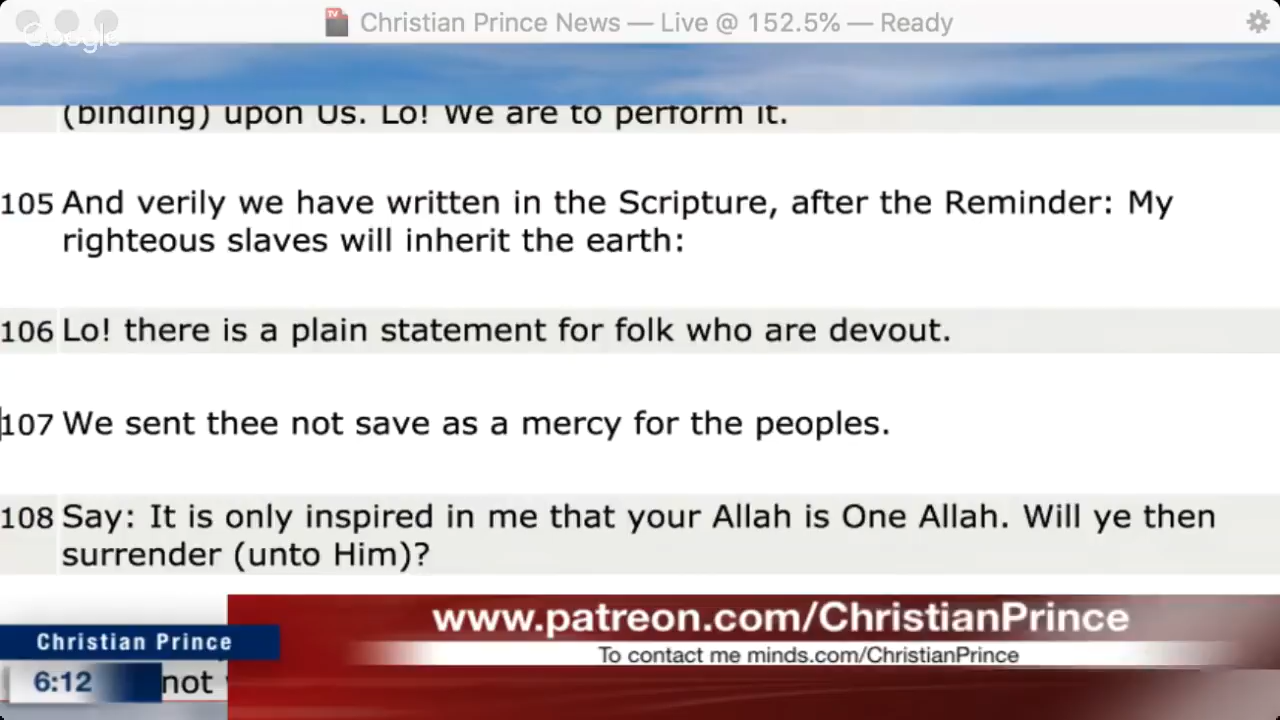 Christian Prince News — Live @ 152.5% — Ready
Google
(binding) upon Us. Lo! We are to perform it.
105 And verily we have written in the Scripture, after the Reminder: My
righteous slaves will inherit the earth:
106 Lo! there is a plain statement for folk who are devout.
107 We sent thee not save as a mercy for the peoples.
108 Say: It is only inspired in me that your Allah is One Allah. Will ye then
surrender (unto Him)?
www.patreon.com/ChristianPrince
Christian Prince
To contact me minds.com/ChristianPrince
6:12 not